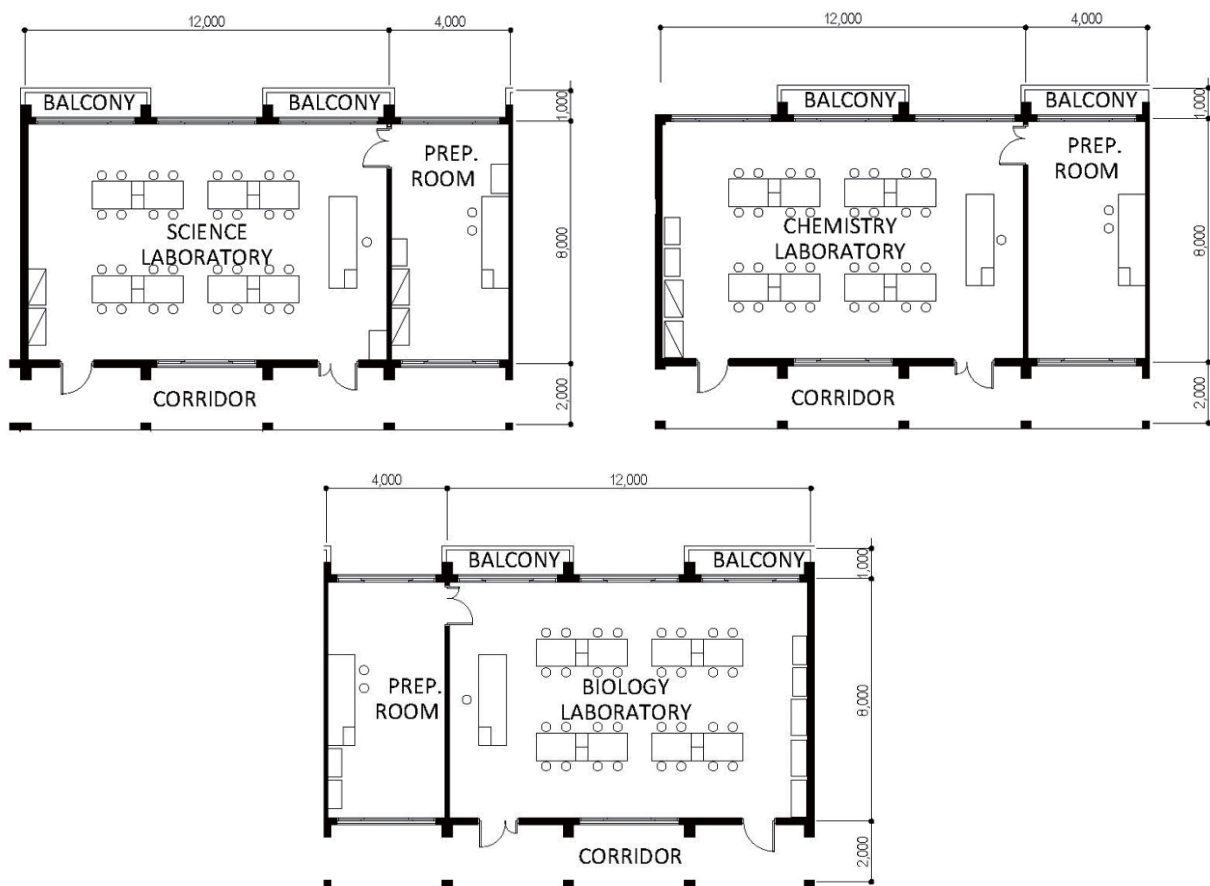 12,000
4,000
BALCONY
BALCONY
1,000
PREP.
ROOM
SCIENCE
LABORATORY
8,000
CORRIDOR
2,000
12,000
4,000
BALCONY
BALCONY
1,000
PREP.
ROOM
CHEMISTRY
LABORATORY
8,000
CORRIDOR
2,000
4,000
12,000
BALCONY
BALCONY
1,000
PREP.
ROOM
BIOLOGY
LABORATORY
8,000
CORRIDOR
2,000